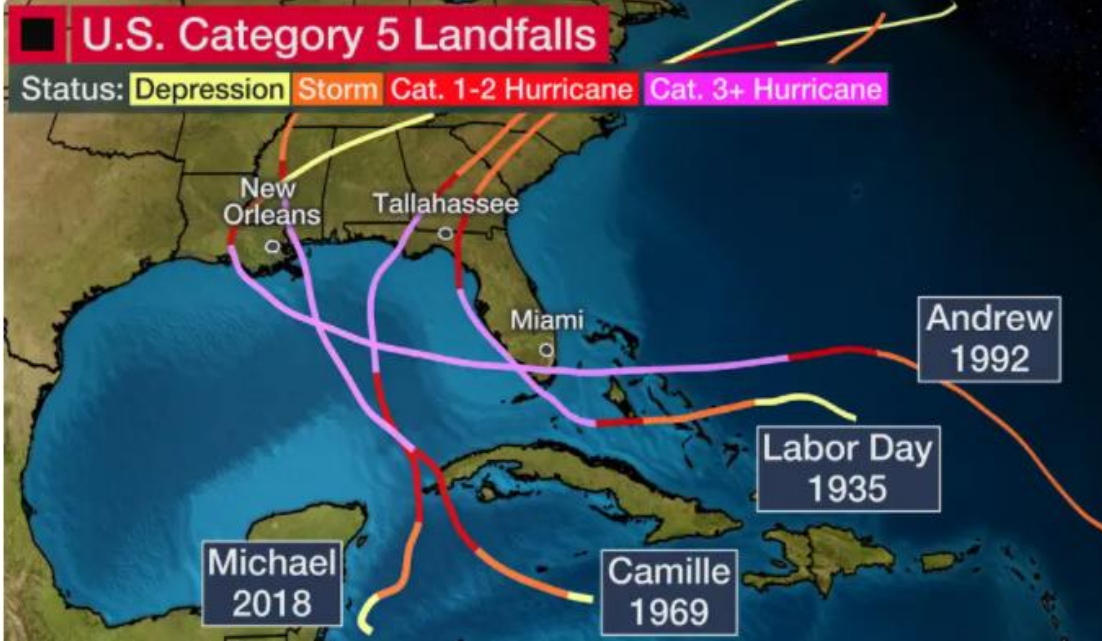 U.S. Category 5 Landfalls
Status: Depression Storm Cat. 1-2 Hurricane Cat. 3+ Hurricane
New
Orleans
Tallahassee
Miami
Andrew
1992
Labor Day
1935
Michael
2018
Camille
1969